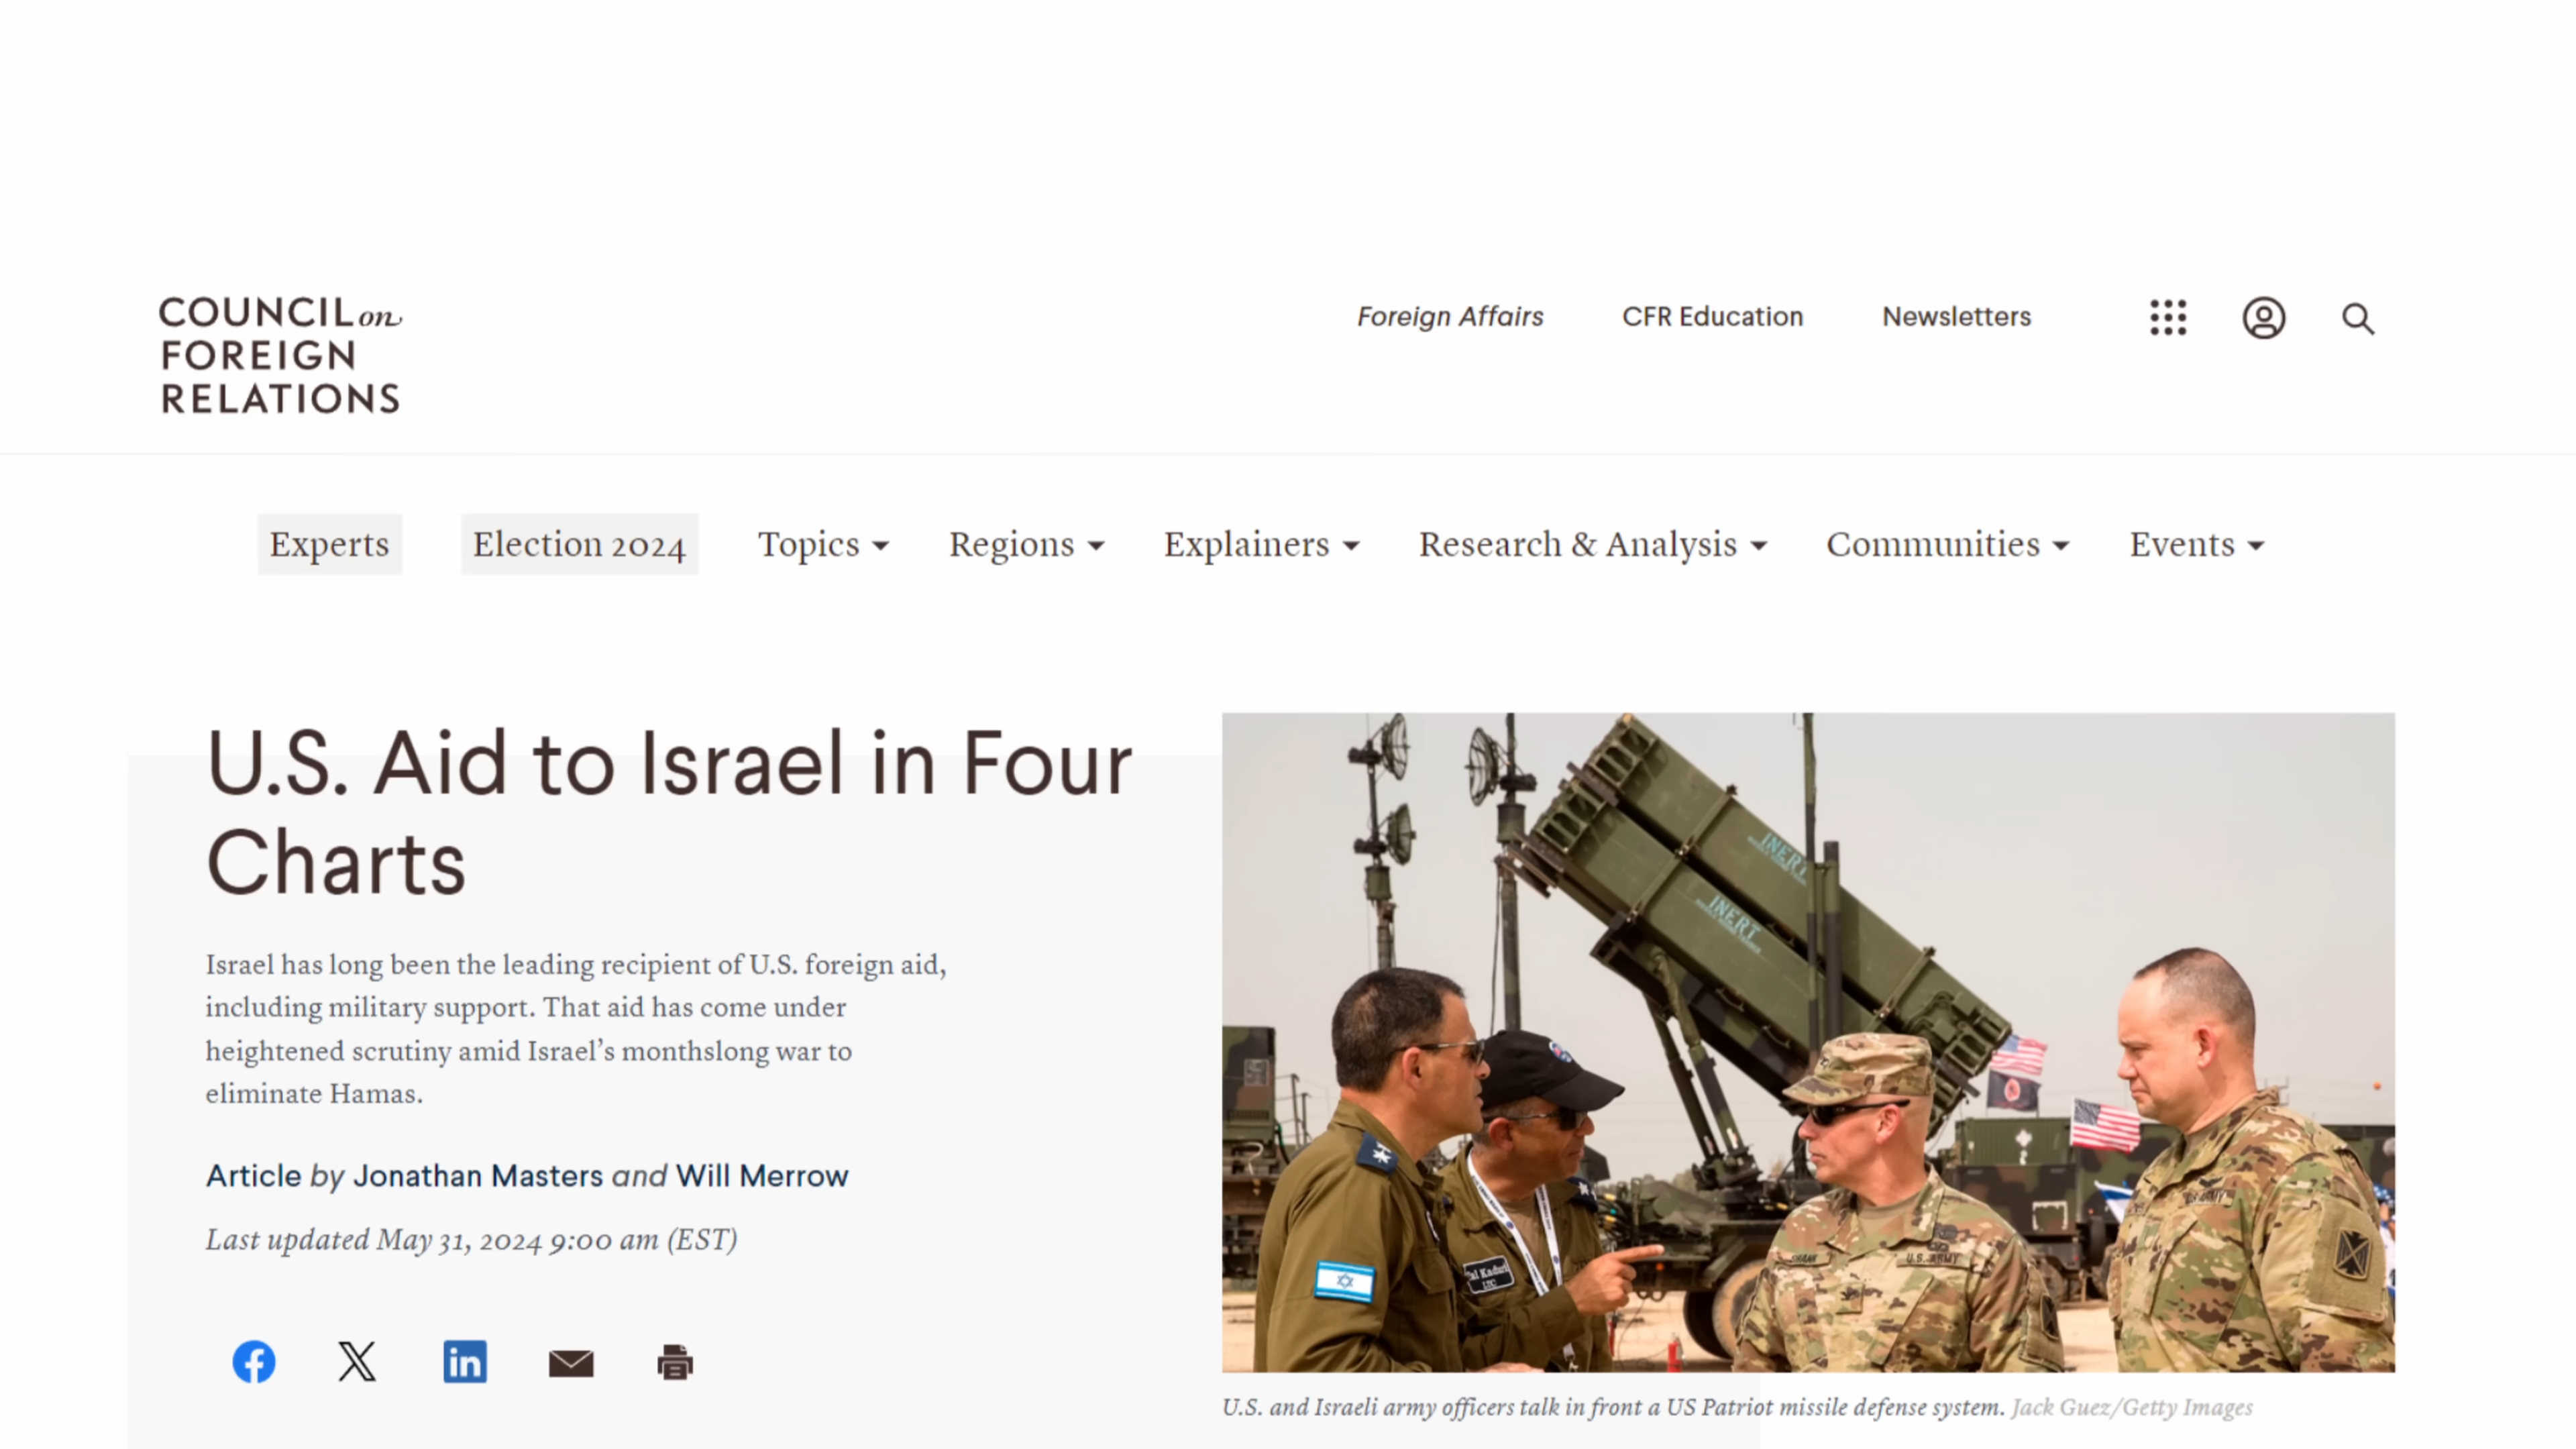 COUNCIL on
FOREIGN
RELATIONS
Foreign Affairs
CFR Education
Newsletters
Experts
Election 2024
Topics
Regions
Explainers
Research & Analysis
Communities
Events
U.S. Aid to Israel in Four
Charts
Israel has long been the leading recipient of U.S. foreign aid,
including military support. That aid has come under
heightened scrutiny amid Israel’s monthslong war to
eliminate Hamas.
Article by Jonathan Masters and Will Merrow
Last updated May 31, 2024 9:00 am (EST)
INERT
INERT
U.S. ARMY
U.S. and Israeli army officers talk in front a US Patriot missile defense system. Jack Guez/Getty Images